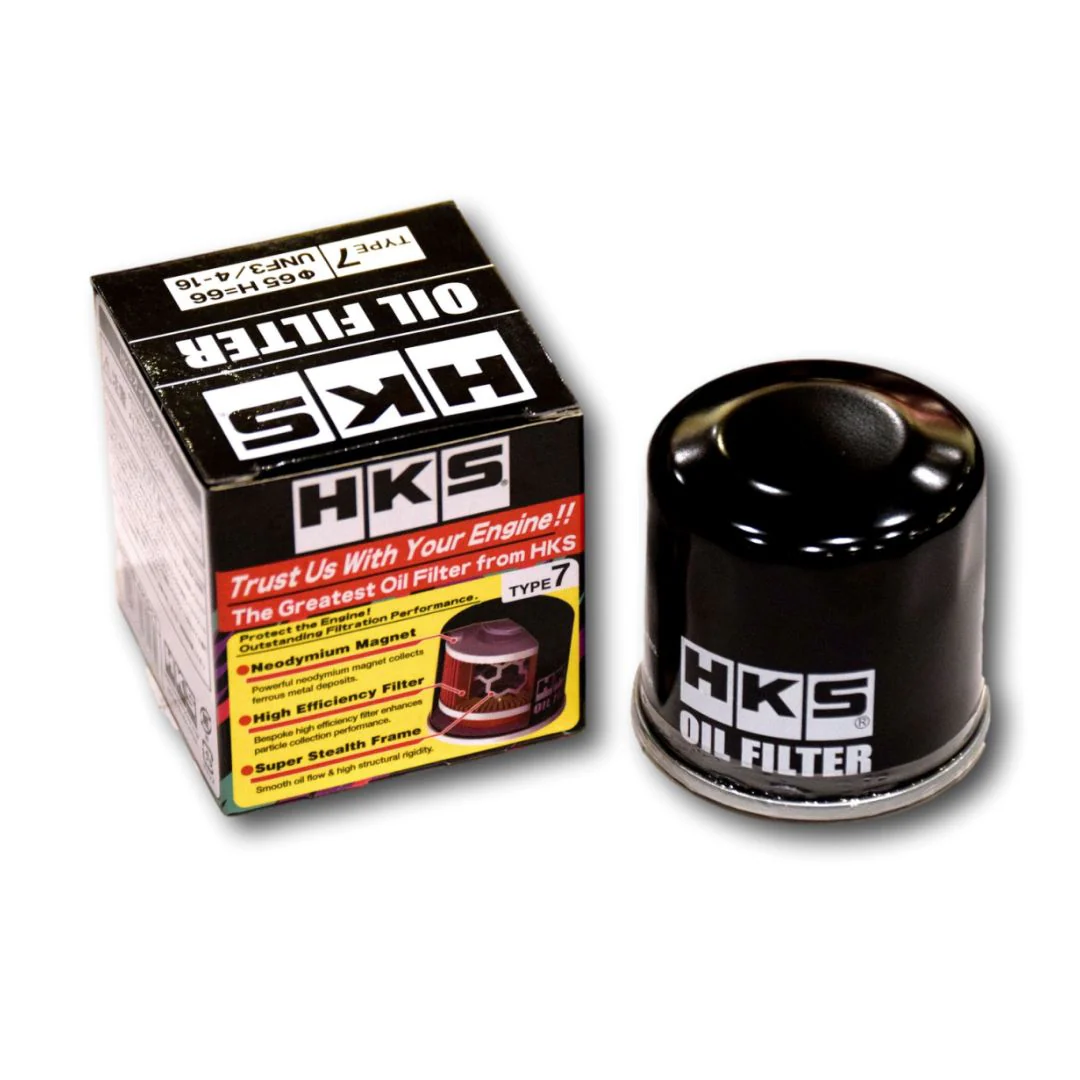 TYPE 7
Φ65 H=66
UNF3/4-16
OIL FILTER
HKS
HKS
Trust Us With Your Engine!!
The Greatest Oil Filter from HKS
TYPE 7
Protect the Engine!
Outstanding Filtration Performance.
Neodymium Magnet
Powerful neodymium magnet collects
ferrous metal deposits.
High Efficiency Filter
Bespoke high efficiency filter enhances
particle collection performance.
Super Stealth Frame
Smooth oil flow & high structural rigidity.
HKS®
OIL FILTER